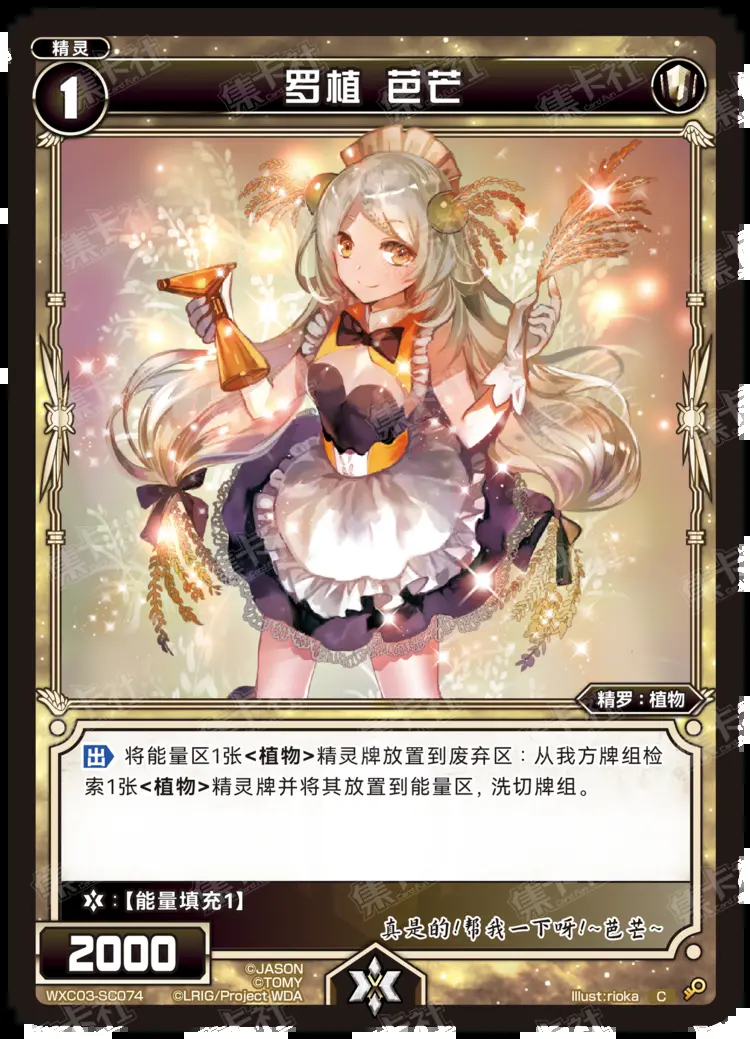 精灵
1
罗植 芭芒
精罗：植物
出 将能量区1张<植物>精灵牌放置到废弃区：从我方牌组检
索1张<植物>精灵牌并将其放置到能量区，洗切牌组。
：【能量填充1】
真是的！帮我一下呀！~芭芒~
2000
©JASON
©TOMY
WXC03-SC074 ©LRIG/Project WDA
Illust:rioka C
集卡社